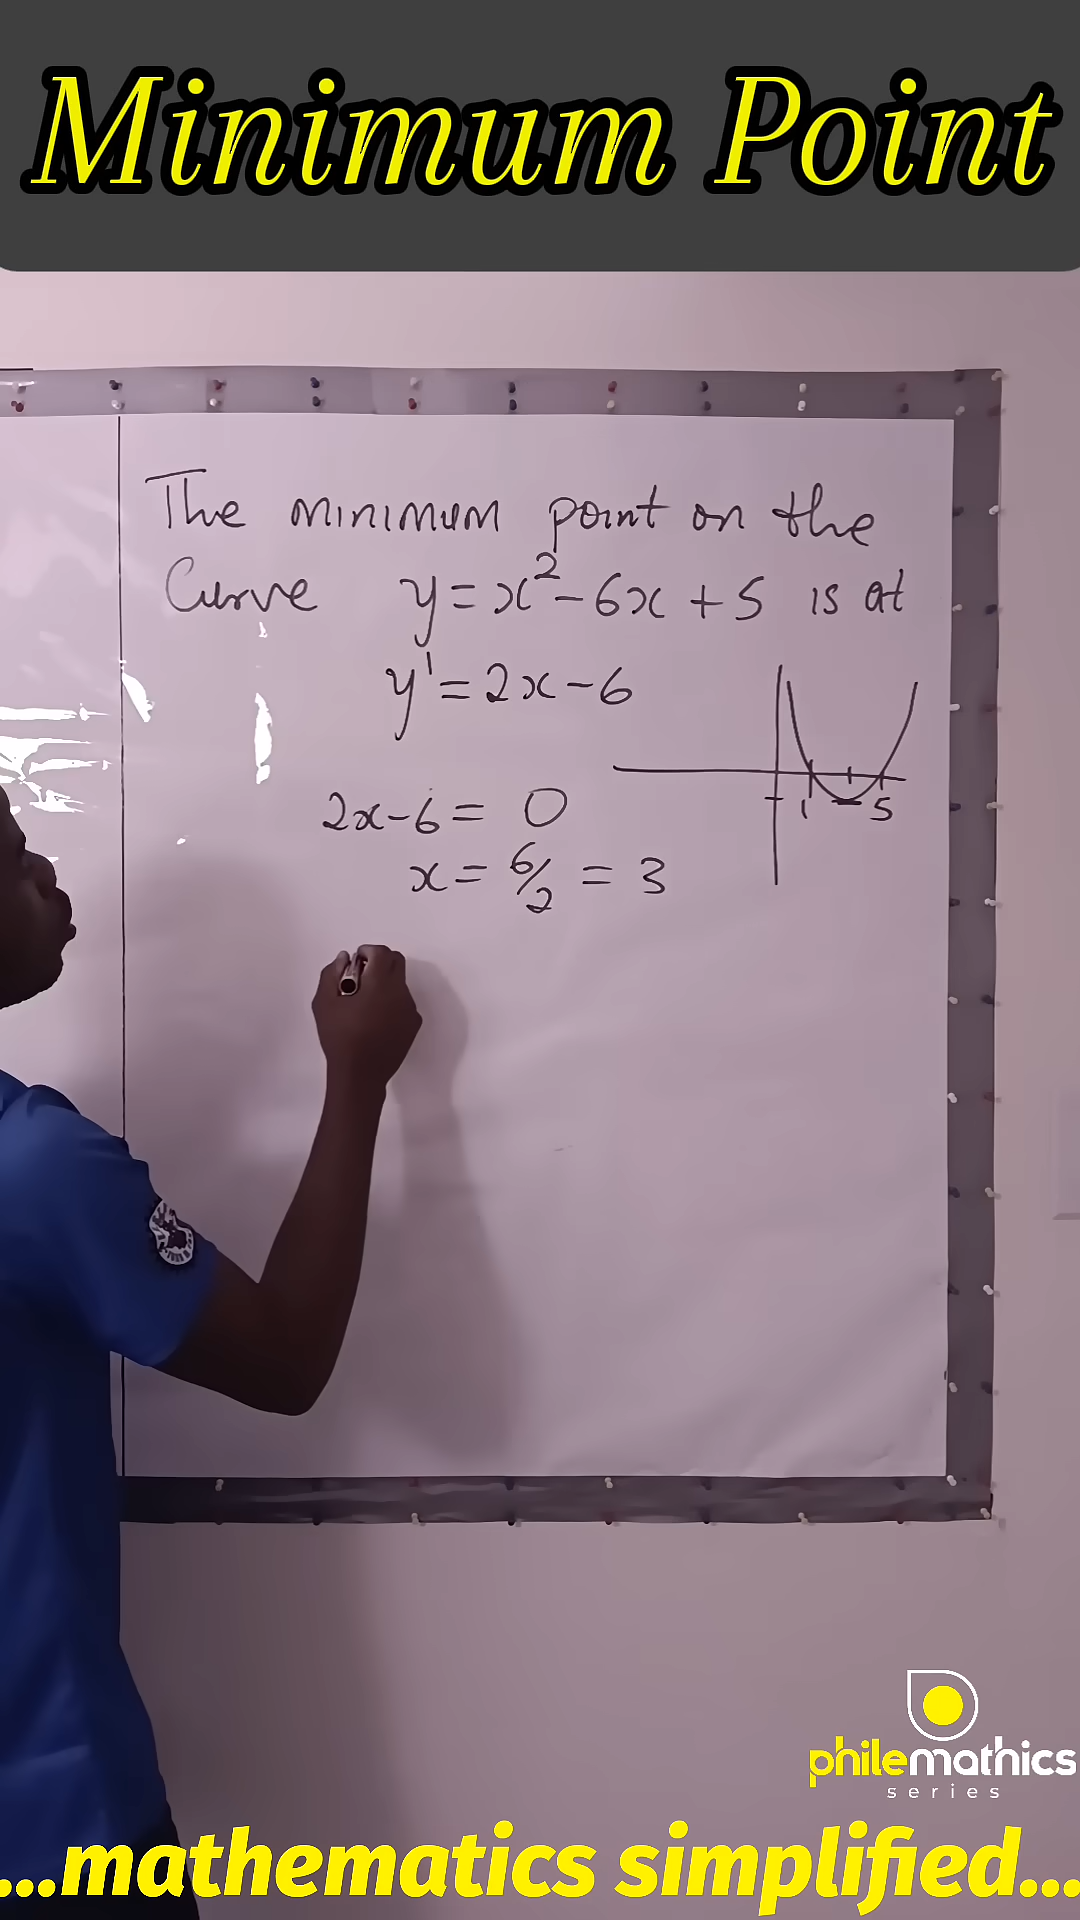 Minimum Point
The minimum point on the
Curve y = x² - 6x + 5 is at
y' = 2x - 6
2x - 6 = 0
x = 6/2 = 3
1 5
philemathics
series
...mathematics simplified...